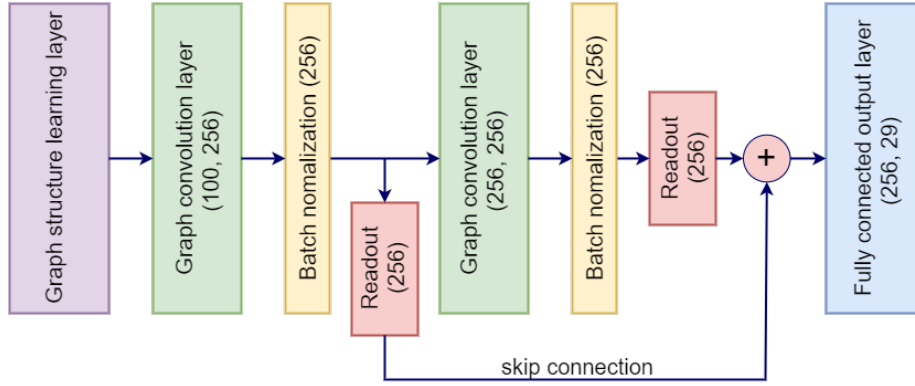 Graph structure learning layer
Graph convolution layer
(100, 256)
Batch nomalization (256)
Readout
(256)
Graph convolution layer
(256, 256)
Batch nomalization (256)
Readout
(256)
+
Fully connected output layer
(256, 29)
skip connection